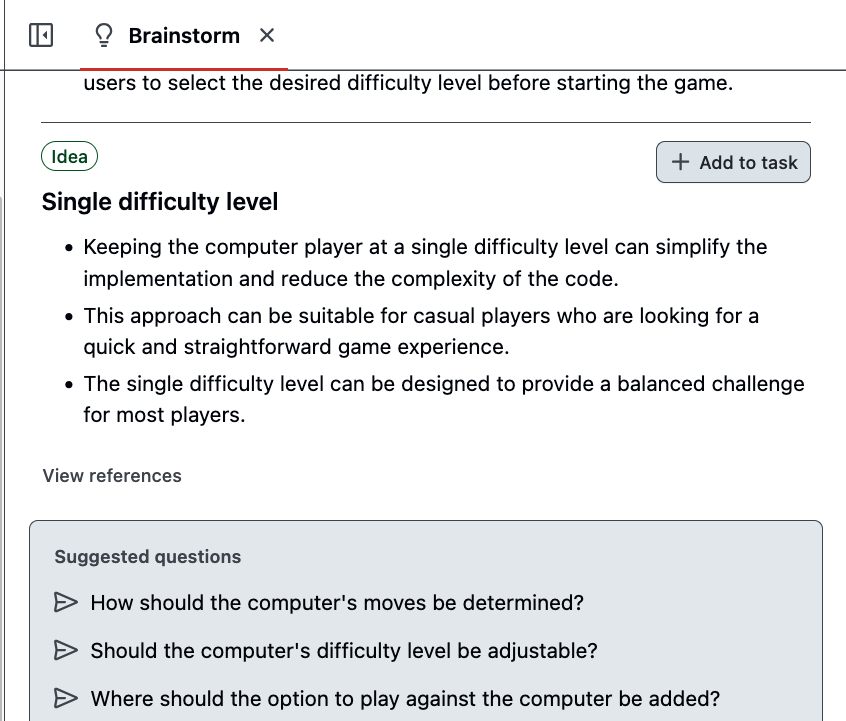 Brainstorm
users to select the desired difficulty level before starting the game.
Idea
Add to task
Single difficulty level
• Keeping the computer player at a single difficulty level can simplify the
implementation and reduce the complexity of the code.
• This approach can be suitable for casual players who are looking for a
quick and straightforward game experience.
• The single difficulty level can be designed to provide a balanced challenge
for most players.
View references
Suggested questions
How should the computer's moves be determined?
Should the computer's difficulty level be adjustable?
Where should the option to play against the computer be added?